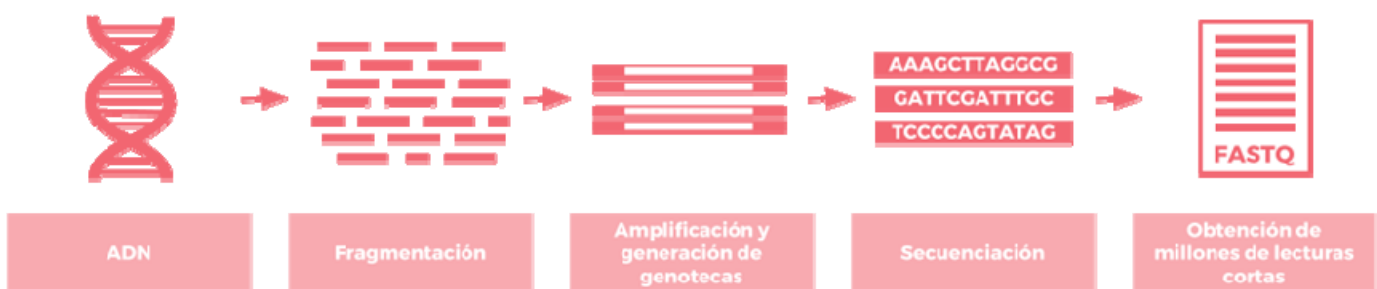 AAAGCTTAGGCG
GATTCGATTTGC
TCCCCAGTATAG
FASTQ
ADN
Fragmentación
Amplificación y
generación de
genotecas
Secuenciación
Obtención de
millones de lecturas
cortas